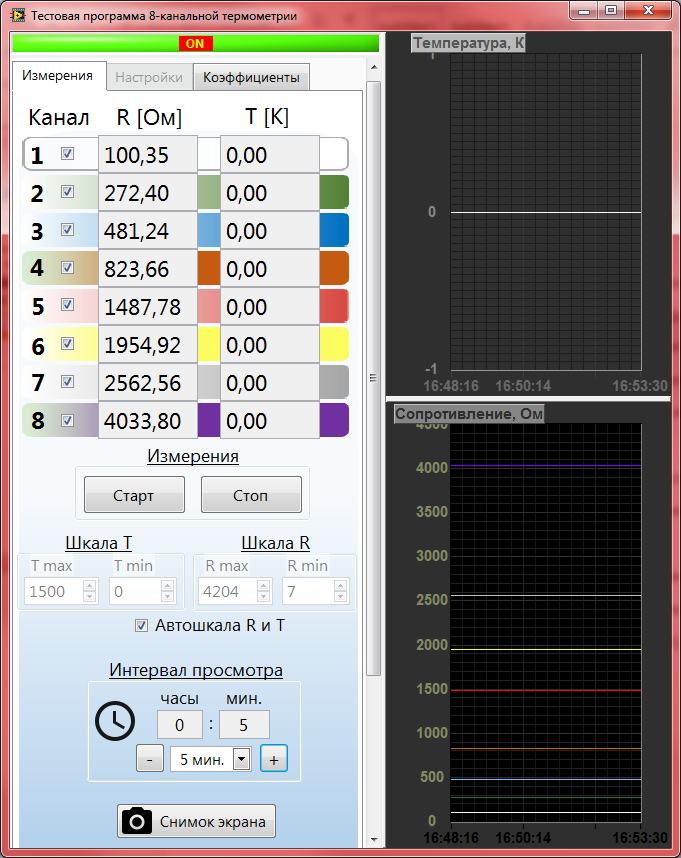 Тестовая программа 8-канальной термометрии
ON
Измерения Настройки Коэффициенты
Канал R [Ом] T [K]
1 100,35 0,00
2 272,40 0,00
3 481,24 0,00
4 823,66 0,00
5 1487,78 0,00
6 1954,92 0,00
7 2562,56 0,00
8 4033,80 0,00
Измерения
Старт Стоп
Шкала T Шкала R
T max T min R max R min
1500 0 4204 7
Автошкала R и T
Интервал просмотра
часы мин.
0 : 5
- 5 мин. +
Снимок экрана
Температура, К
1
0
-1
16:48:16 16:50:14 16:53:30
Сопротивление, Ом
4500
4000
3500
3000
2500
2000
1500
1000
500
0
16:48:16 16:50:14 16:53:30